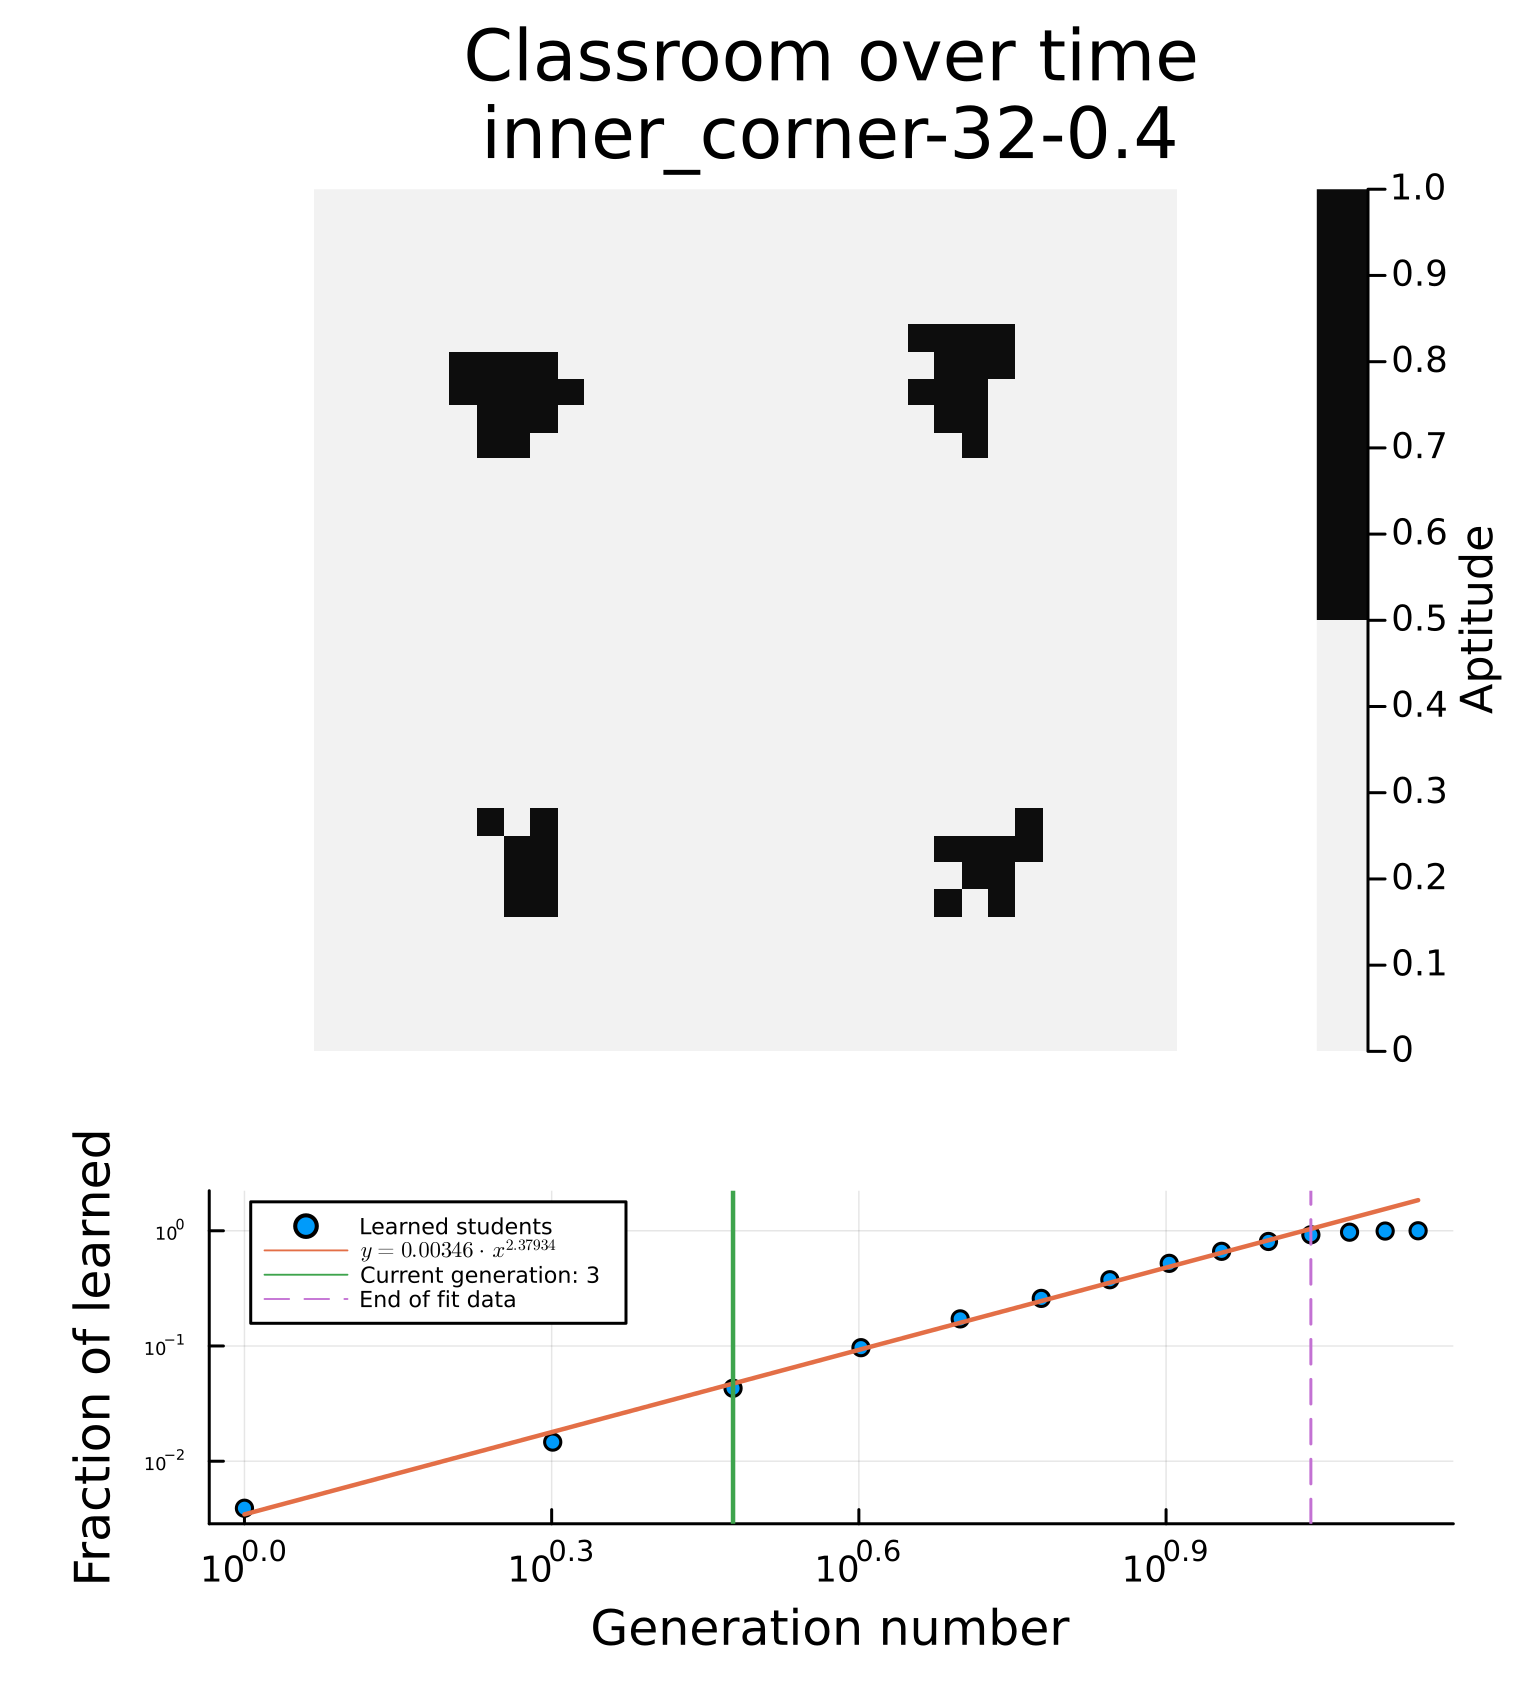 Classroom over time
inner_corner-32-0.4
1.0
0.9
0.8
0.7
0.6
0.5
0.4
0.3
0.2
0.1
0
Aptitude
Fraction of learned
10^0
10^−1
10^−2
Learned students
y = 0.00346 · x^2.37934
Current generation: 3
End of fit data
10^0.0 10^0.3 10^0.6 10^0.9
Generation number